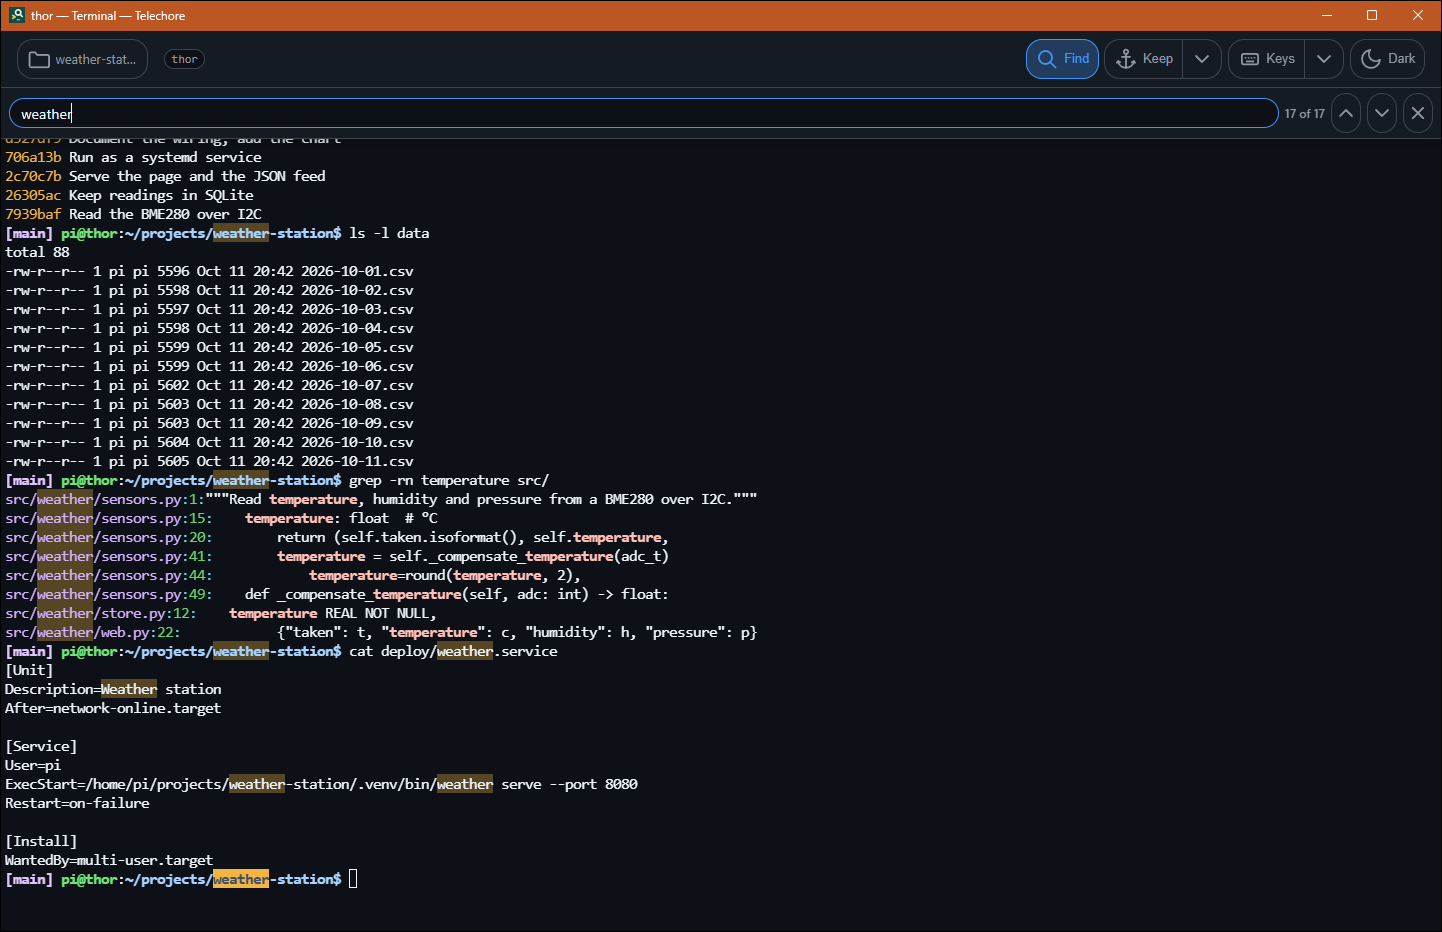 thor — Terminal — Telechore
weather-stat... thor Find Keep Keys Dark
weather 17 of 17
d527df9 Document the wiring, add the chart
706a13b Run as a systemd service
2c70c7b Serve the page and the JSON feed
26305ac Keep readings in SQLite
7939baf Read the BME280 over I2C
[main] pi@thor:~/projects/weather-station$ ls -l data
total 88
-rw-r--r-- 1 pi pi 5596 Oct 11 20:42 2026-10-01.csv
-rw-r--r-- 1 pi pi 5598 Oct 11 20:42 2026-10-02.csv
-rw-r--r-- 1 pi pi 5597 Oct 11 20:42 2026-10-03.csv
-rw-r--r-- 1 pi pi 5598 Oct 11 20:42 2026-10-04.csv
-rw-r--r-- 1 pi pi 5599 Oct 11 20:42 2026-10-05.csv
-rw-r--r-- 1 pi pi 5599 Oct 11 20:42 2026-10-06.csv
-rw-r--r-- 1 pi pi 5602 Oct 11 20:42 2026-10-07.csv
-rw-r--r-- 1 pi pi 5603 Oct 11 20:42 2026-10-08.csv
-rw-r--r-- 1 pi pi 5603 Oct 11 20:42 2026-10-09.csv
-rw-r--r-- 1 pi pi 5604 Oct 11 20:42 2026-10-10.csv
-rw-r--r-- 1 pi pi 5605 Oct 11 20:42 2026-10-11.csv
[main] pi@thor:~/projects/weather-station$ grep -rn temperature src/
src/weather/sensors.py:1:"""Read temperature, humidity and pressure from a BME280 over I2C."""
src/weather/sensors.py:15:    temperature: float  # °C
src/weather/sensors.py:20:        return (self.taken.isoformat(), self.temperature,
src/weather/sensors.py:41:        temperature = self._compensate_temperature(adc_t)
src/weather/sensors.py:44:            temperature=round(temperature, 2),
src/weather/sensors.py:49:    def _compensate_temperature(self, adc: int) -> float:
src/weather/store.py:12:    temperature REAL NOT NULL,
src/weather/web.py:22:            {"taken": t, "temperature": c, "humidity": h, "pressure": p}
[main] pi@thor:~/projects/weather-station$ cat deploy/weather.service
[Unit]
Description=Weather station
After=network-online.target
[Service]
User=pi
ExecStart=/home/pi/projects/weather-station/.venv/bin/weather serve --port 8080
Restart=on-failure
[Install]
WantedBy=multi-user.target
[main] pi@thor:~/projects/weather-station$